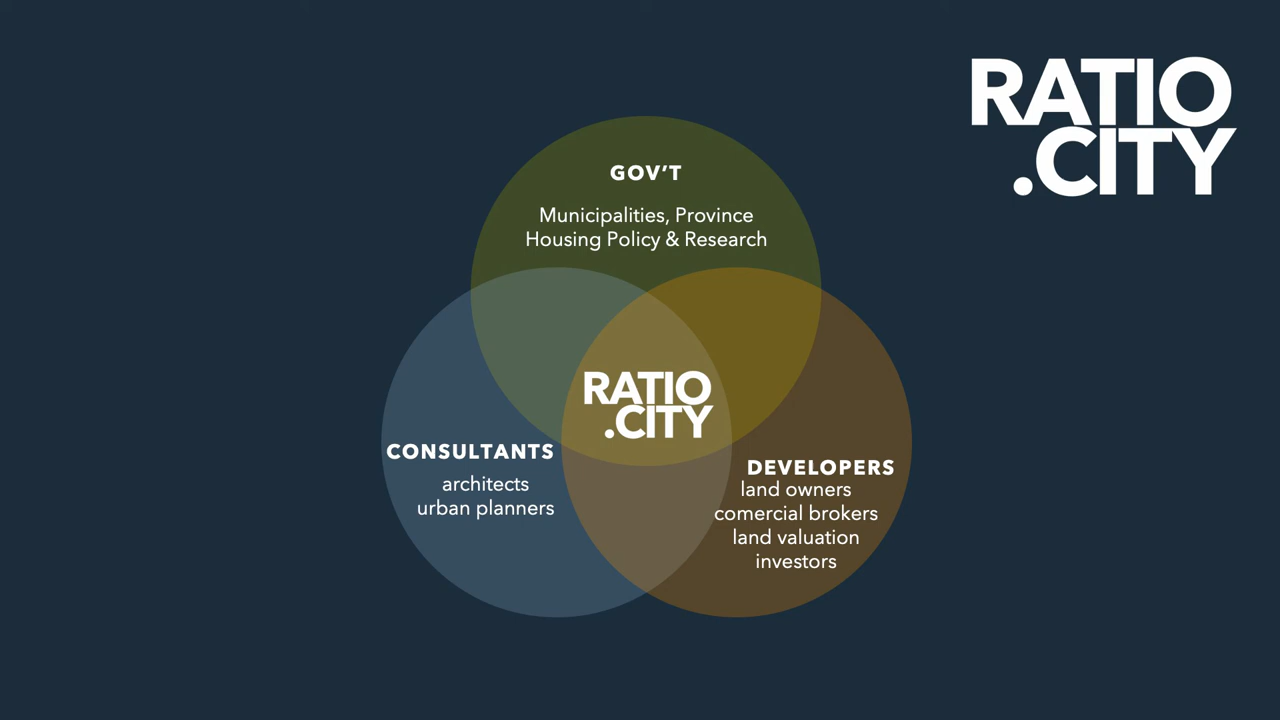 RATIO
.CITY
GOV'T
Municipalities, Province
Housing Policy & Research
RATIO
.CITY
CONSULTANTS
architects
urban planners
DEVELOPERS
land owners
comercial brokers
land valuation
investors